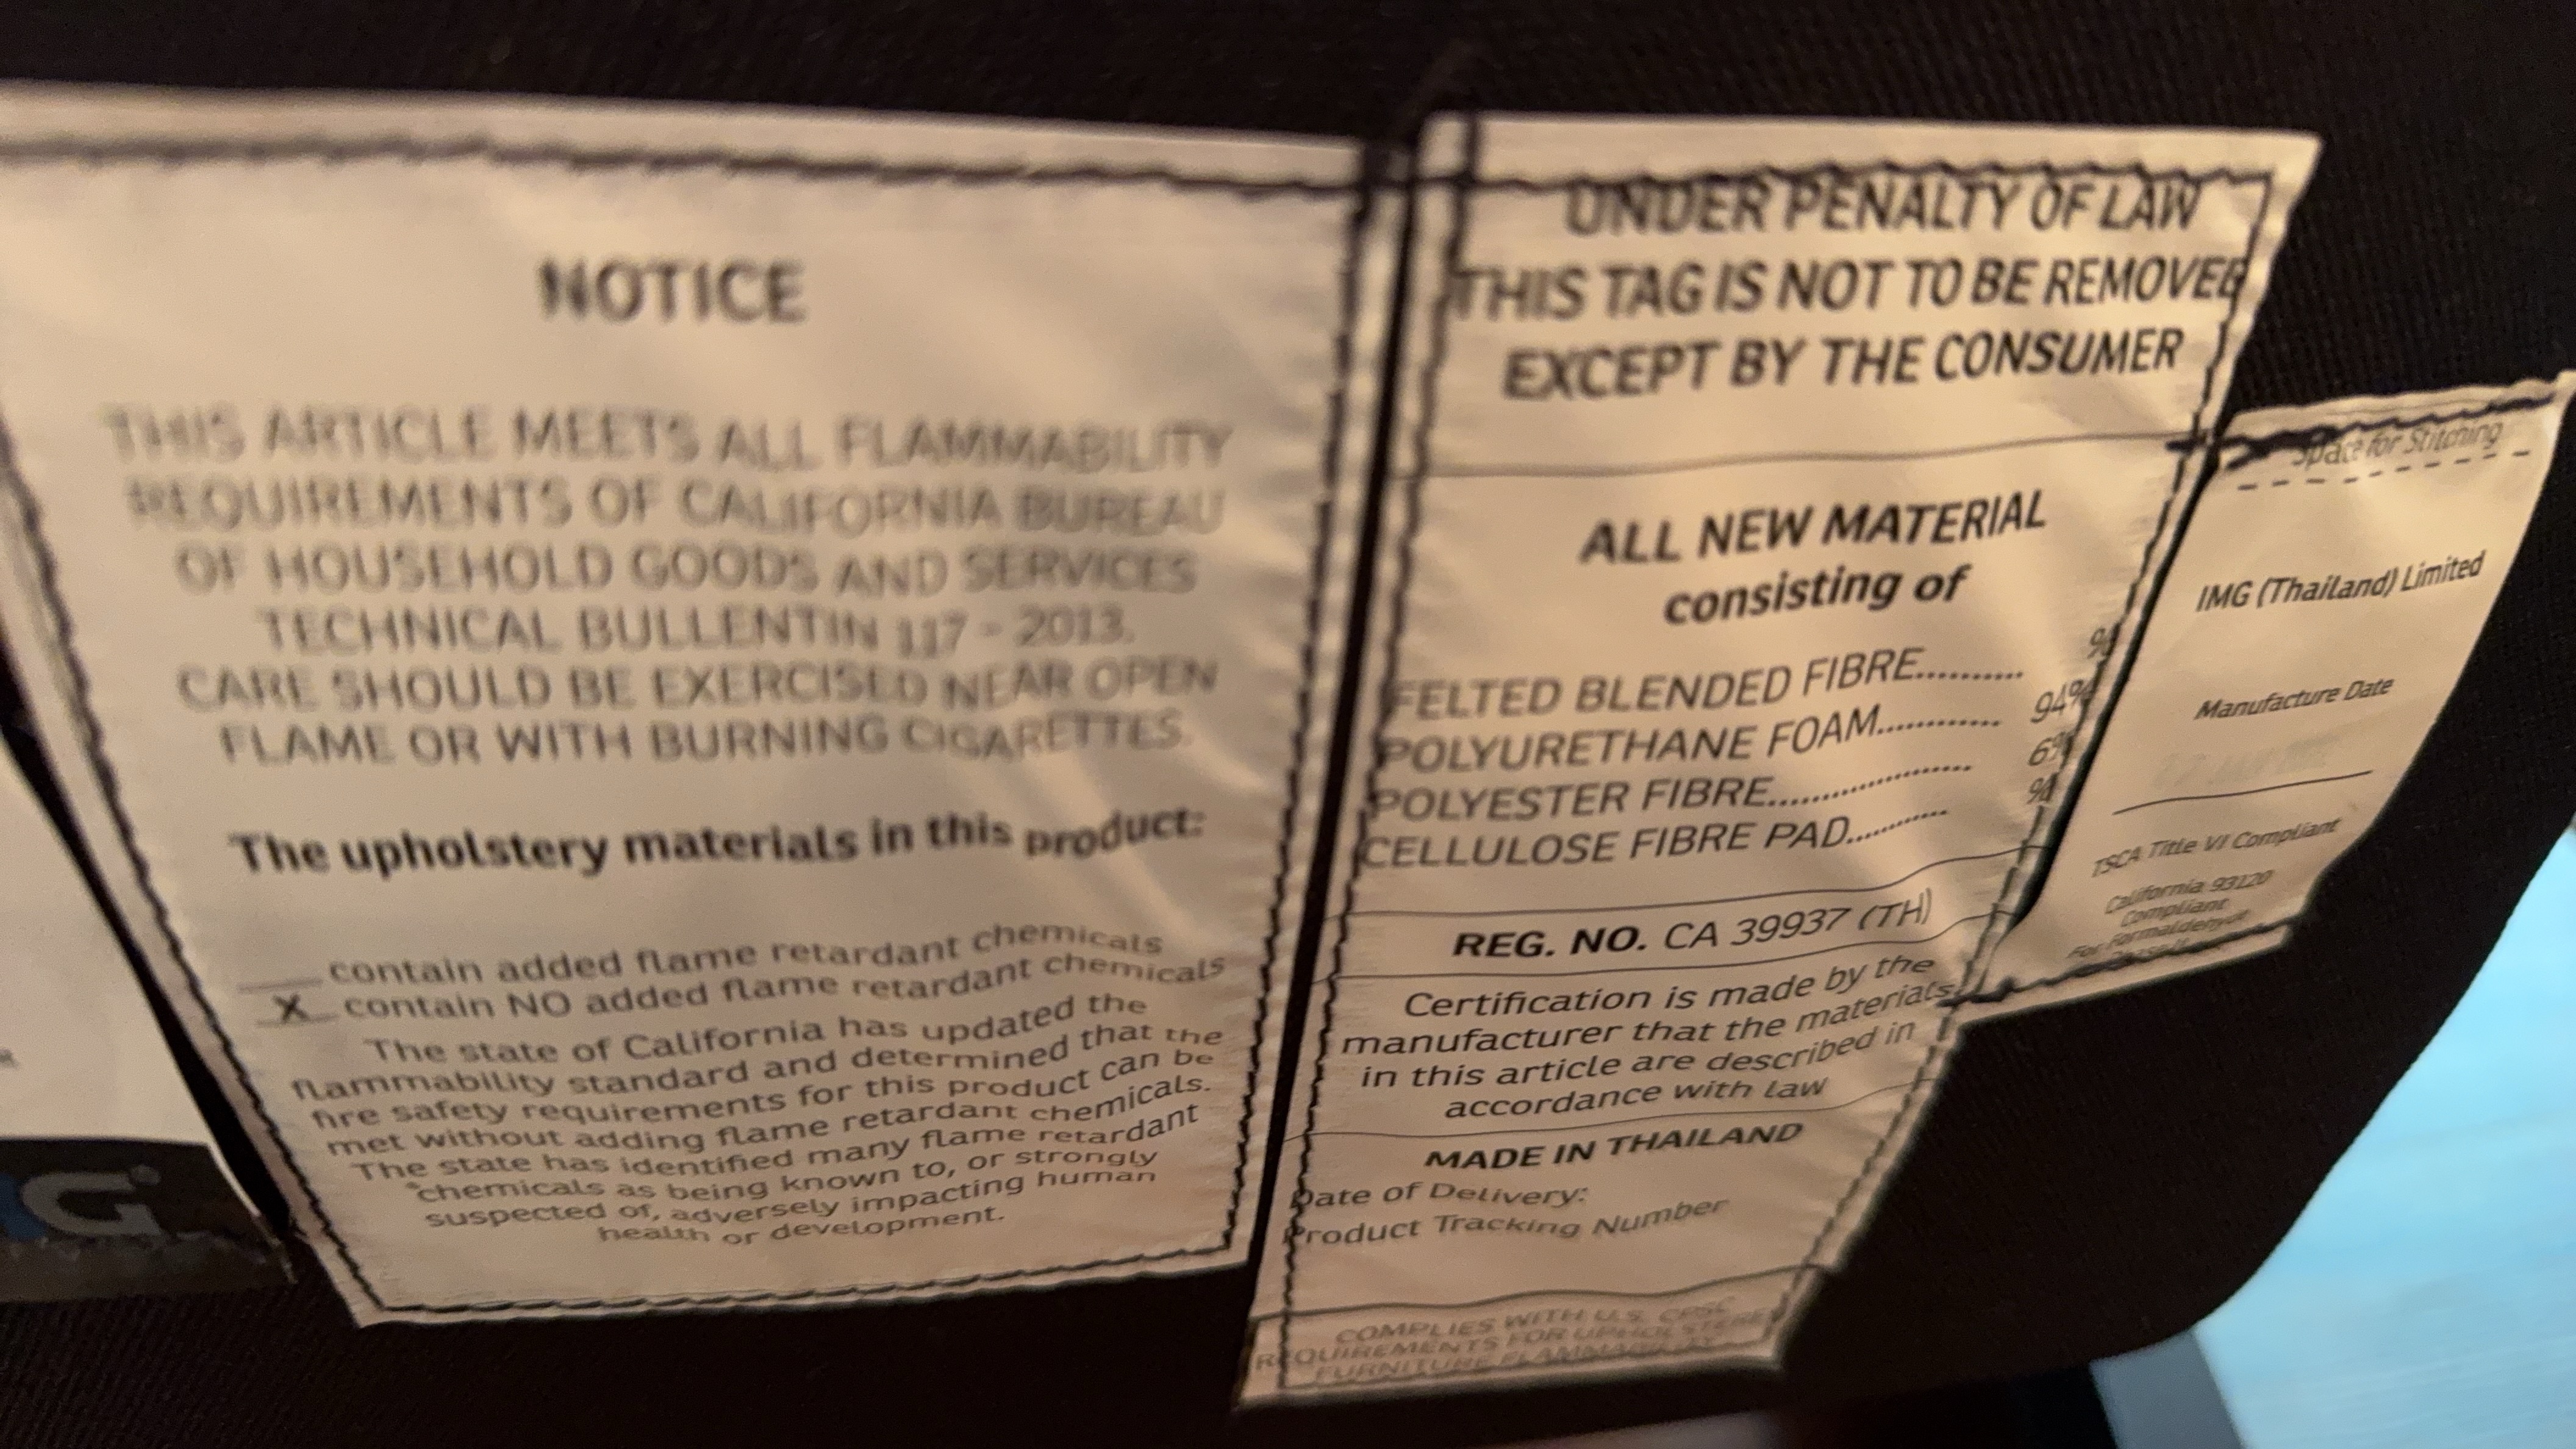 NOTICE
THIS ARTICLE MEETS ALL FLAMMABILITY
REQUIREMENTS OF CALIFORNIA BUREAU
OF HOUSEHOLD GOODS AND SERVICES
TECHNICAL BULLENTIN 117 - 2013.
CARE SHOULD BE EXERCISED NEAR OPEN
FLAME OR WITH BURNING CIGARETTES.
The upholstery materials in this product:
___ contain added flame retardant chemicals
_X_ contain NO added flame retardant chemicals
The state of California has updated the
flammability standard and determined that the
fire safety requirements for this product can be
met without adding flame retardant chemicals.
The state has identified many flame retardant
chemicals as being known to, or strongly
suspected of, adversely impacting human
health or development.
G
UNDER PENALTY OF LAW
THIS TAG IS NOT TO BE REMOVED
EXCEPT BY THE CONSUMER
ALL NEW MATERIAL
consisting of
FELTED BLENDED FIBRE.......... %
POLYURETHANE FOAM............ 94%
POLYESTER FIBRE.................... 6%
CELLULOSE FIBRE PAD.......... %
REG. NO. CA 39937 (TH)
Certification is made by the
manufacturer that the materials
in this article are described in
accordance with law
MADE IN THAILAND
Date of Delivery:
Product Tracking Number
COMPLIES WITH U.S. CPSC
REQUIREMENTS FOR UPHOLSTERED
FURNITURE FLAMMABILITY
Space for Stitching
IMG (Thailand) Limited
Manufacture Date
TSCA Title VI Compliant
California 93120
Compliant
For Formaldehyde